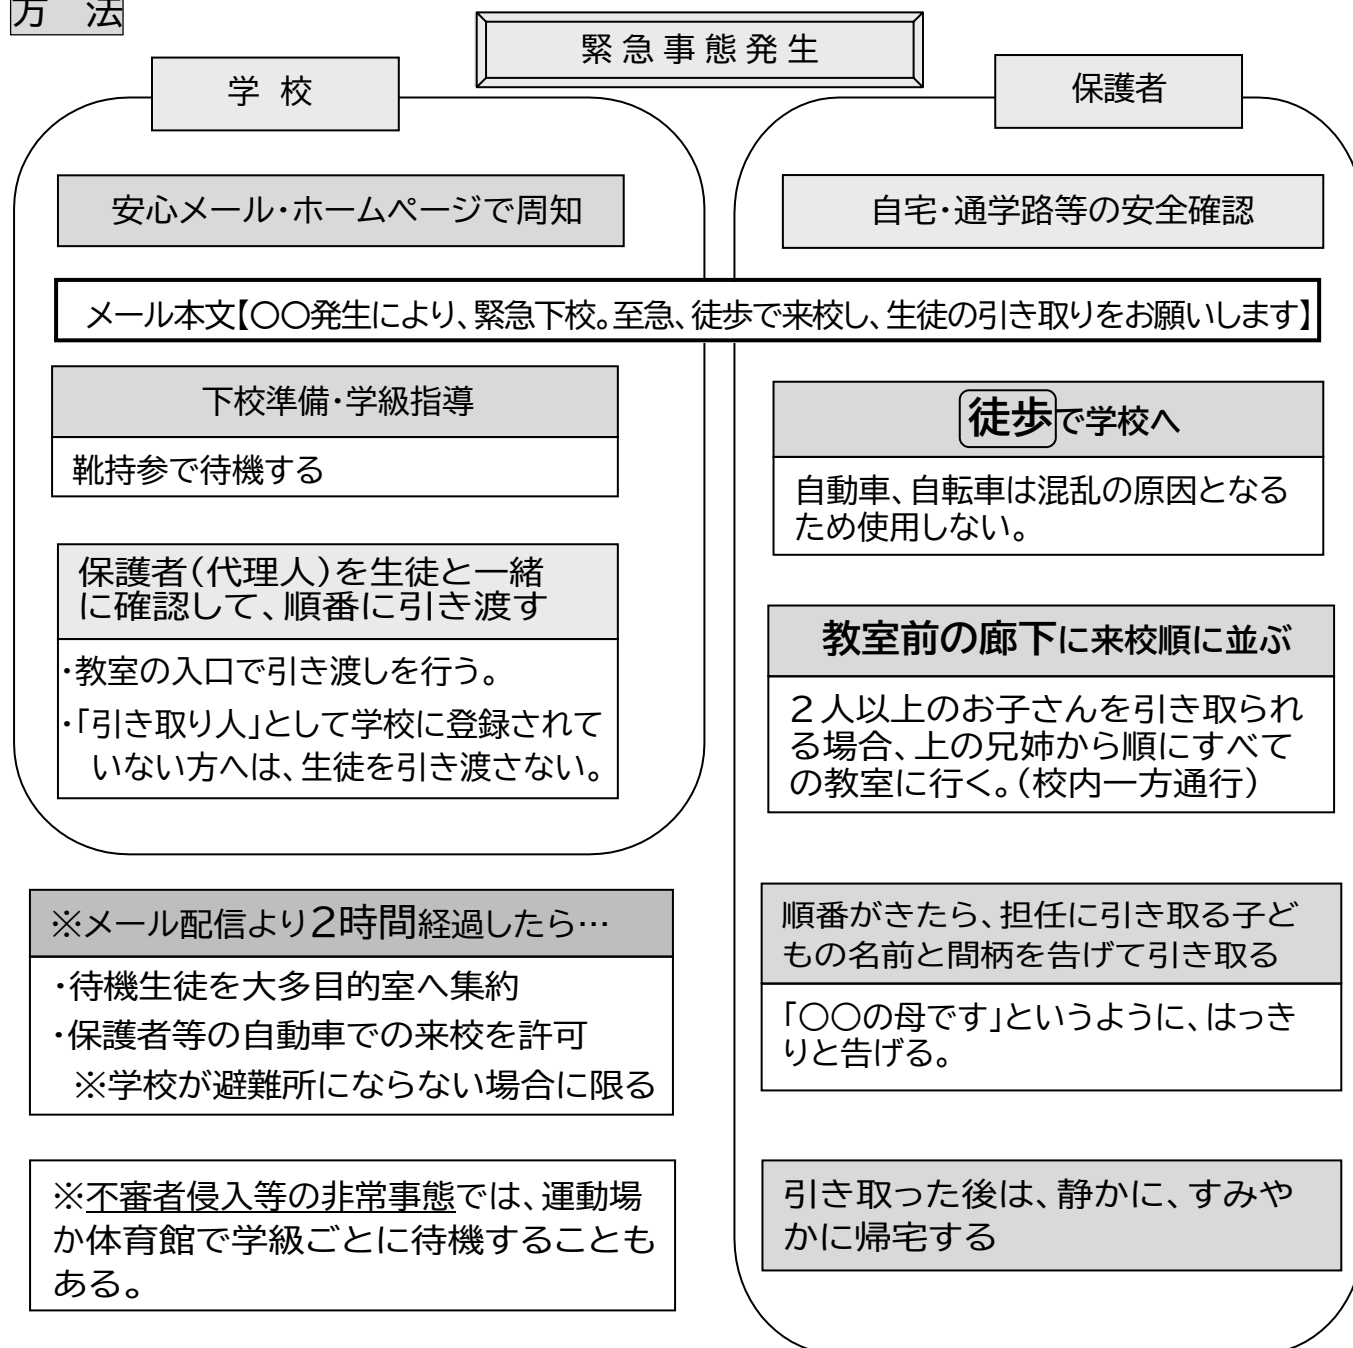 方　法
緊急事態発生
学 校
安心メール・ホームページで周知
保護者
自宅・通学路等の安全確認
メール本文【〇〇発生により、緊急下校。至急、徒歩で来校し、生徒の引き取りをお願いします】
下校準備・学級指導
靴持参で待機する
保護者(代理人)を生徒と一緒
に確認して、順番に引き渡す
・教室の入口で引き渡しを行う。
・「引き取り人」として学校に登録されて
いない方へは、生徒を引き渡さない。
※メール配信より2時間経過したら…
・待機生徒を大多目的室へ集約
・保護者等の自動車での来校を許可
※学校が避難所にならない場合に限る
※不審者侵入等の非常事態では、運動場
か体育館で学級ごとに待機することも
ある。
徒歩で学校へ
自動車、自転車は混乱の原因となる
ため使用しない。
教室前の廊下に来校順に並ぶ
２人以上のお子さんを引き取られ
る場合、上の兄姉から順にすべて
の教室に行く。(校内一方通行)
順番がきたら、担任に引き取る子ど
もの名前と間柄を告げて引き取る
「〇〇の母です」というように、はっき
りと告げる。
引き取った後は、静かに、すみや
かに帰宅する